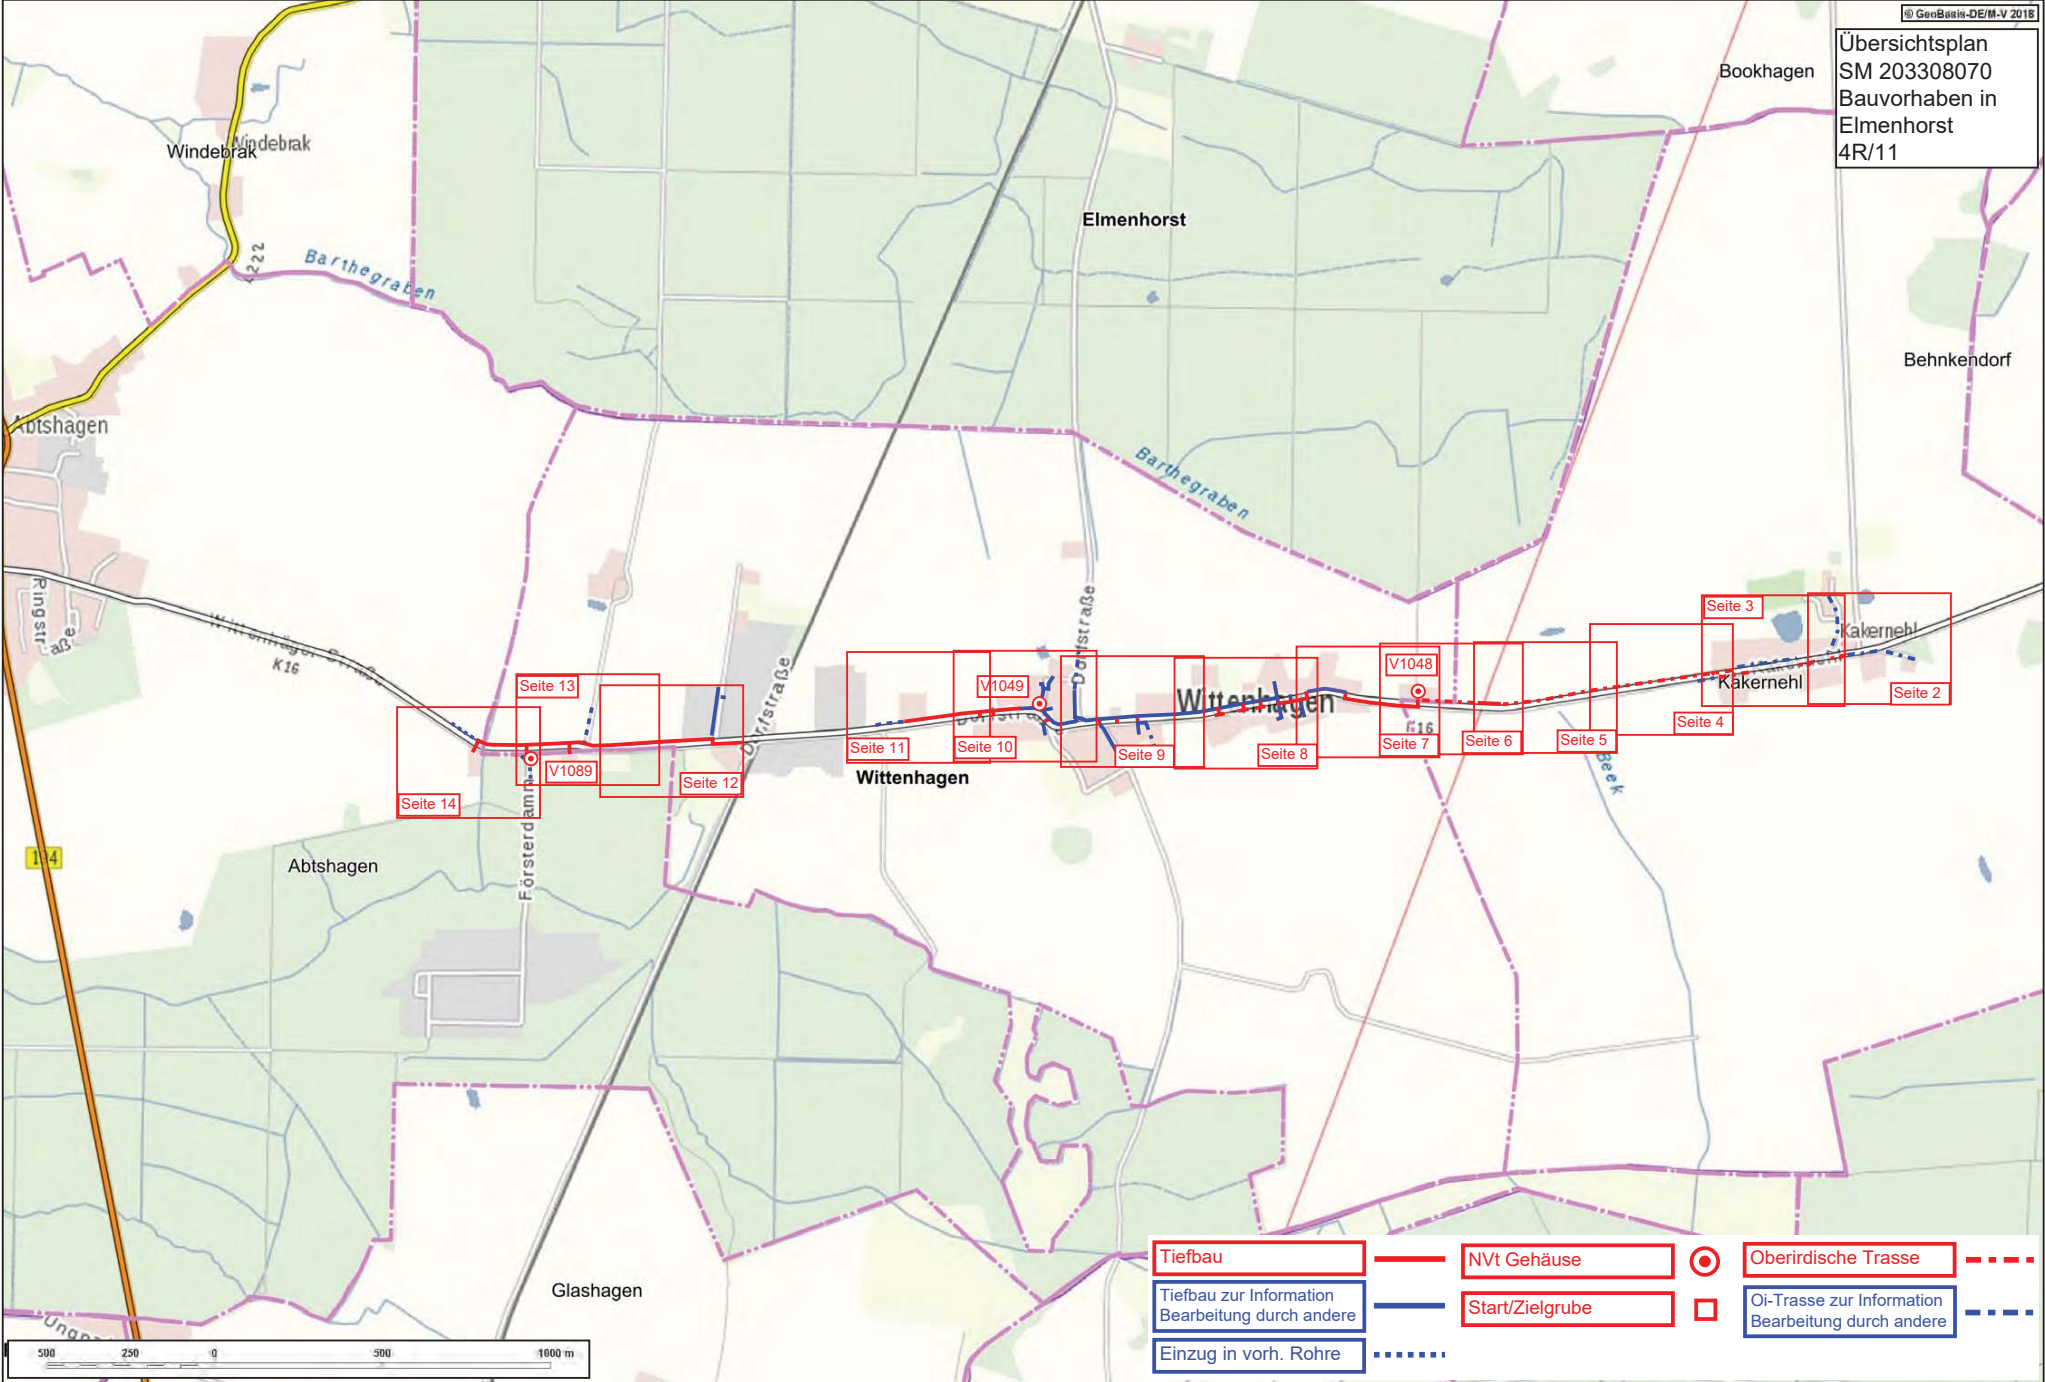 © GeoBasis-DE/M-V 2018
Übersichtsplan
SM 203308070
Bauvorhaben in
Elmenhorst
4R/11
Bookhagen
Windebrak
Windebrak
L222
Barthegraben
Elmenhorst
Behnkendorf
Abtshagen
Barthegraben
Ringstr.
aße
K16
Dorfstraße
Dorfstraße
Seite 3
Kakernehl
Kakernehl
Seite 2
Seite 4
V1048
Wittenhagen
K16
Seite 5
Seite 6
Seite 7
Seite 8
Seite 9
V1049
Seite 10
Seite 11
Wittenhagen
Seite 13
V1089
Seite 12
Seite 14
Beek
Försterdamm
Abtshagen
194
Glashagen
500 250 0 500 1000 m
Tiefbau
NVt Gehäuse
Oberirdische Trasse
Tiefbau zur Information
Bearbeitung durch andere
Start/Zielgrube
Oi-Trasse zur Information
Bearbeitung durch andere
Einzug in vorh. Rohre